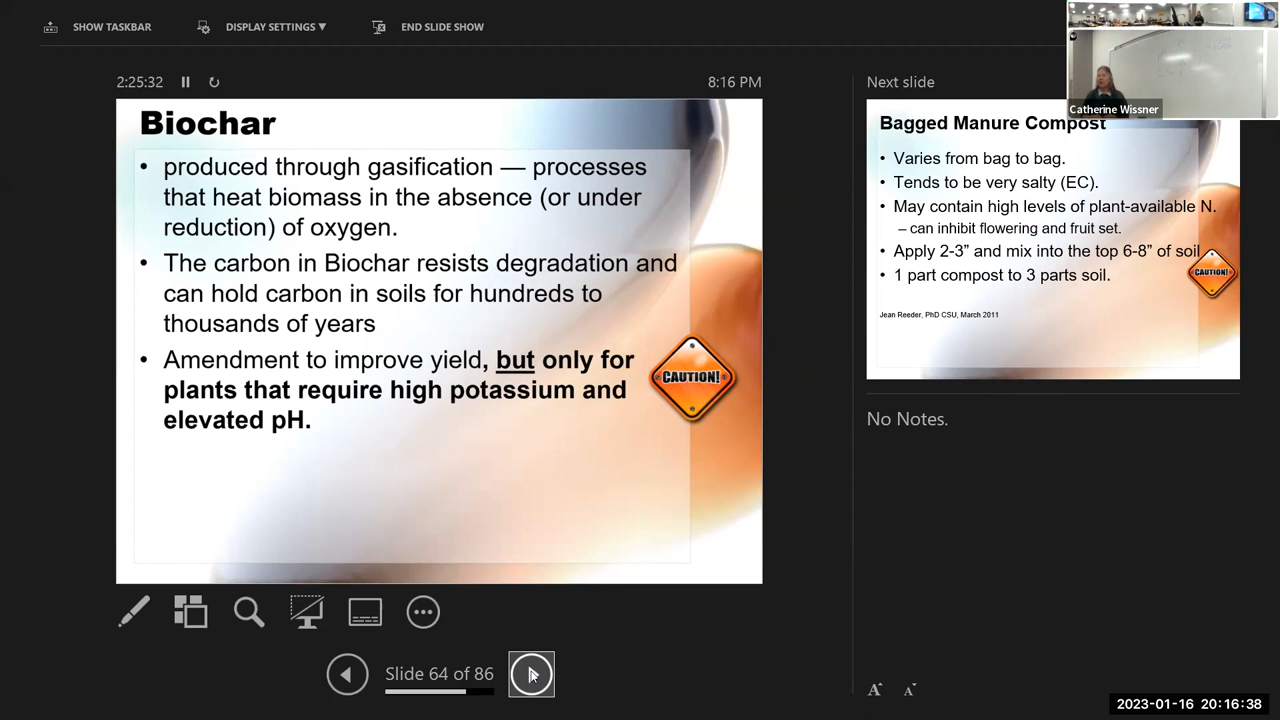 SHOW TASKBAR
DISPLAY SETTINGS ▼
END SLIDE SHOW
2:25:32
8:16 PM
Biochar
• produced through gasification — processes
that heat biomass in the absence (or under
reduction) of oxygen.
• The carbon in Biochar resists degradation and
can hold carbon in soils for hundreds to
thousands of years
• Amendment to improve yield, but only for
plants that require high potassium and
elevated pH.
CAUTION!
Slide 64 of 86
Next slide
Catherine Wissner
Bagged Manure Compost
• Varies from bag to bag.
• Tends to be very salty (EC).
• May contain high levels of plant-available N.
– can inhibit flowering and fruit set.
• Apply 2-3” and mix into the top 6-8” of soil
• 1 part compost to 3 parts soil.
CAUTION!
Jean Reeder, PhD CSU, March 2011
No Notes.
A A
2023-01-16 20:16:38